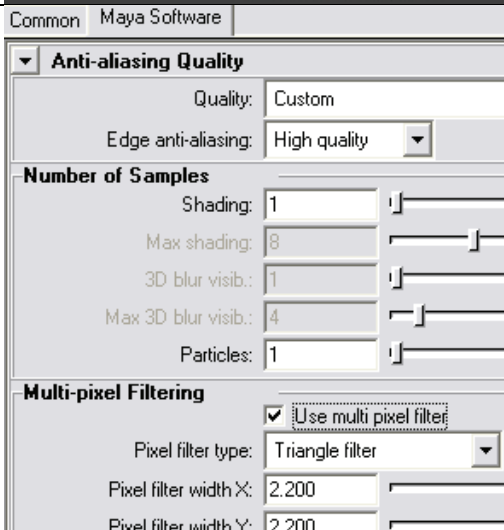 Common Maya Software
Anti-aliasing Quality
Quality: Custom
Edge anti-aliasing: High quality
Number of Samples
Shading: 1
Max shading: 8
3D blur visib.: 1
Max 3D blur visib.: 4
Particles: 1
Multi-pixel Filtering
Use multi pixel filter
Pixel filter type: Triangle filter
Pixel filter width X: 2.200
Pixel filter width Y: 2.200